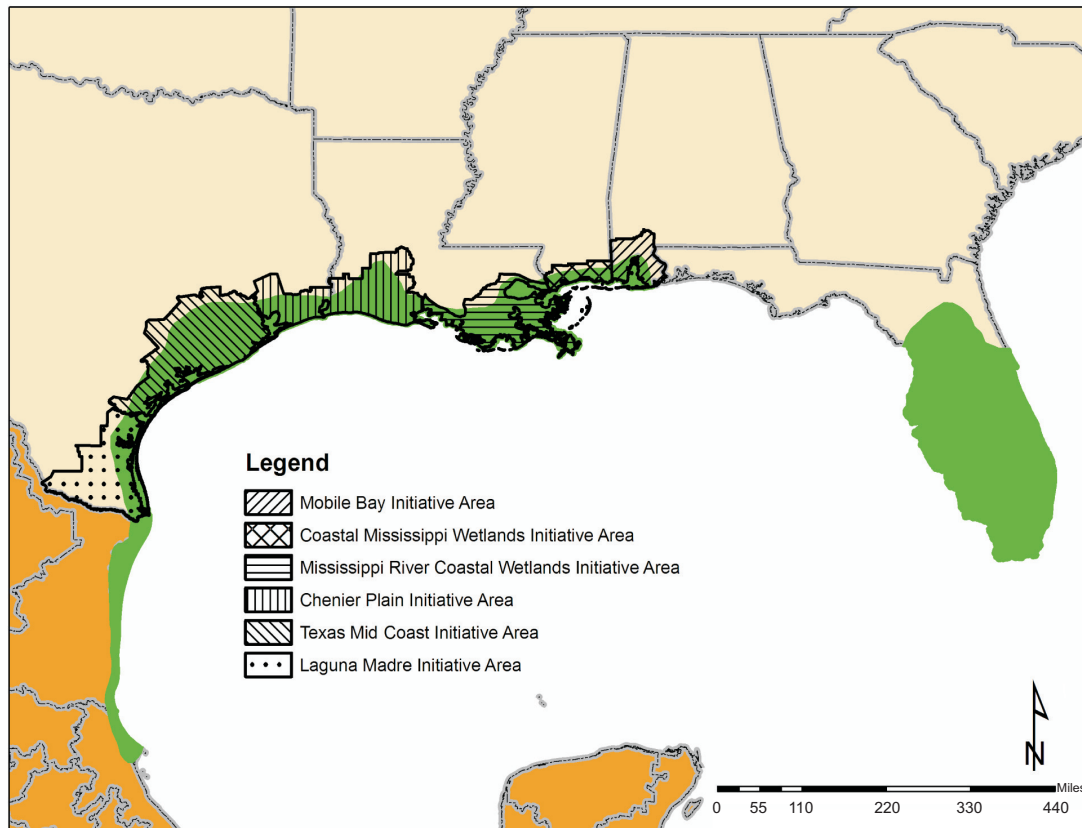 Legend
Mobile Bay Initiative Area
Coastal Mississippi Wetlands Initiative Area
Mississippi River Coastal Wetlands Initiative Area
Chenier Plain Initiative Area
Texas Mid Coast Initiative Area
Laguna Madre Initiative Area
N
Miles
0 55 110 220 330 440